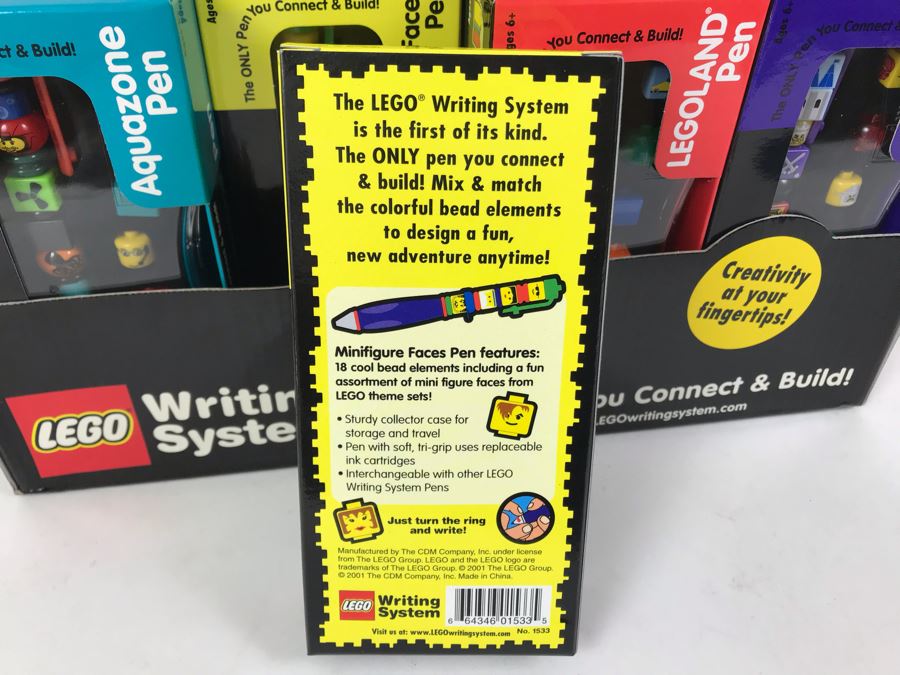 ct & Build!
Aquazone
Pen
Ages
The ONLY Pen You Connect & Build!
Face
Pe
ges 6+
You Connect & Build!
LEGOLAND®
Pen
Ages 6+
The ONLY Pen You Connect &
The LEGO® Writing System
is the first of its kind.
The ONLY pen you connect
& build! Mix & match
the colorful bead elements
to design a fun,
new adventure anytime!
Minifigure Faces Pen features:
18 cool bead elements including a fun
assortment of mini figure faces from
LEGO theme sets!
• Sturdy collector case for
storage and travel
• Pen with soft, tri-grip uses replaceable
ink cartridges
• Interchangeable with other LEGO
Writing System Pens
Just turn the ring
and write!
Manufactured by The CDM Company, Inc. under license
from The LEGO Group. LEGO and the LEGO logo are
trademarks of The LEGO Group. © 2001 The LEGO Group.
© 2001 The CDM Company, Inc. Made in China.
LEGO
Writing
System
6 64346 01533 5
Visit us at: www.LEGOwritingsystem.com No. 1533
Creativity
at your
fingertips!
LEGO
Writin
Syste
ou Connect & Build!
LEGOwritingsystem.com